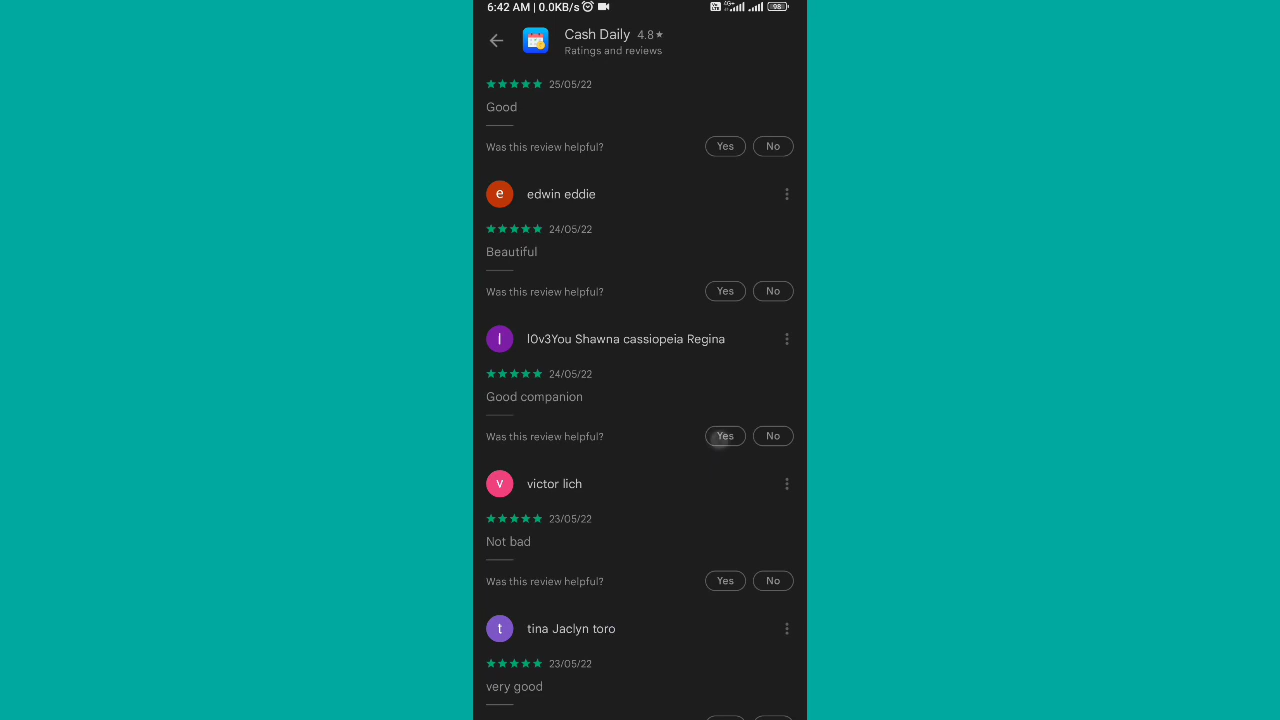 6:42 AM | 0.0KB/s 4G+ 98
Cash Daily 4.8★
Ratings and reviews
★★★★★ 25/05/22
Good
Was this review helpful? Yes No
e edwin eddie
★★★★★ 24/05/22
Beautiful
Was this review helpful? Yes No
l l0v3You Shawna cassiopeia Regina
★★★★★ 24/05/22
Good companion
Was this review helpful? Yes No
v victor lich
★★★★★ 23/05/22
Not bad
Was this review helpful? Yes No
t tina Jaclyn toro
★★★★★ 23/05/22
very good